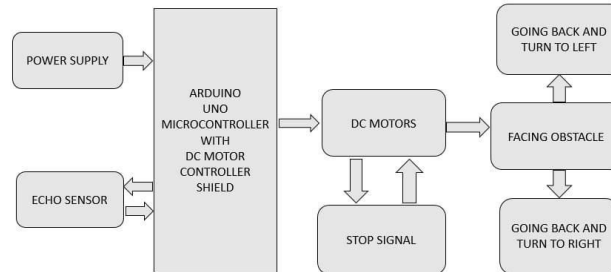 POWER SUPPLY
ECHO SENSOR
ARDUINO
UNO
MICROCONTROLLER
WITH
DC MOTOR
CONTROLLER
SHIELD
DC MOTORS
STOP SIGNAL
GOING BACK AND
TURN TO LEFT
FACING OBSTACLE
GOING BACK AND
TURN TO RIGHT